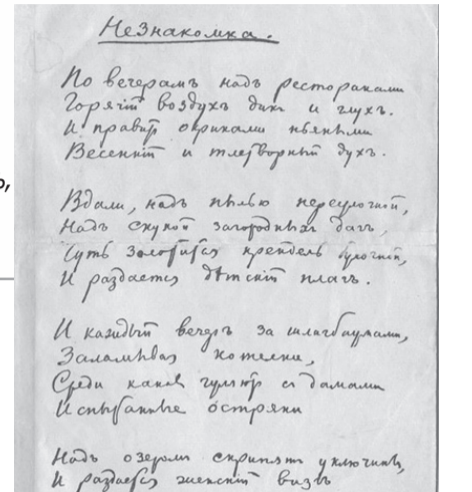 Незнакомка.
По вечерамъ надъ ресторанами
Горячій воздухъ дикъ и глухъ.
И правитъ окриками пьяными
Весенній и тлетворный духъ.
Вдали, надъ пылью переулочной,
Надъ скукой загородныхъ дачъ,
Чуть золотится крендель булочной,
И раздается дѣтскій плачъ.
И каждый вечеръ за шлагбаумами,
Заламывая котелки,
Среди канавъ гуляютъ съ дамами
Испытанные остряки
Надъ озеромъ скрипятъ уключины,
И раздается женскій визгъ